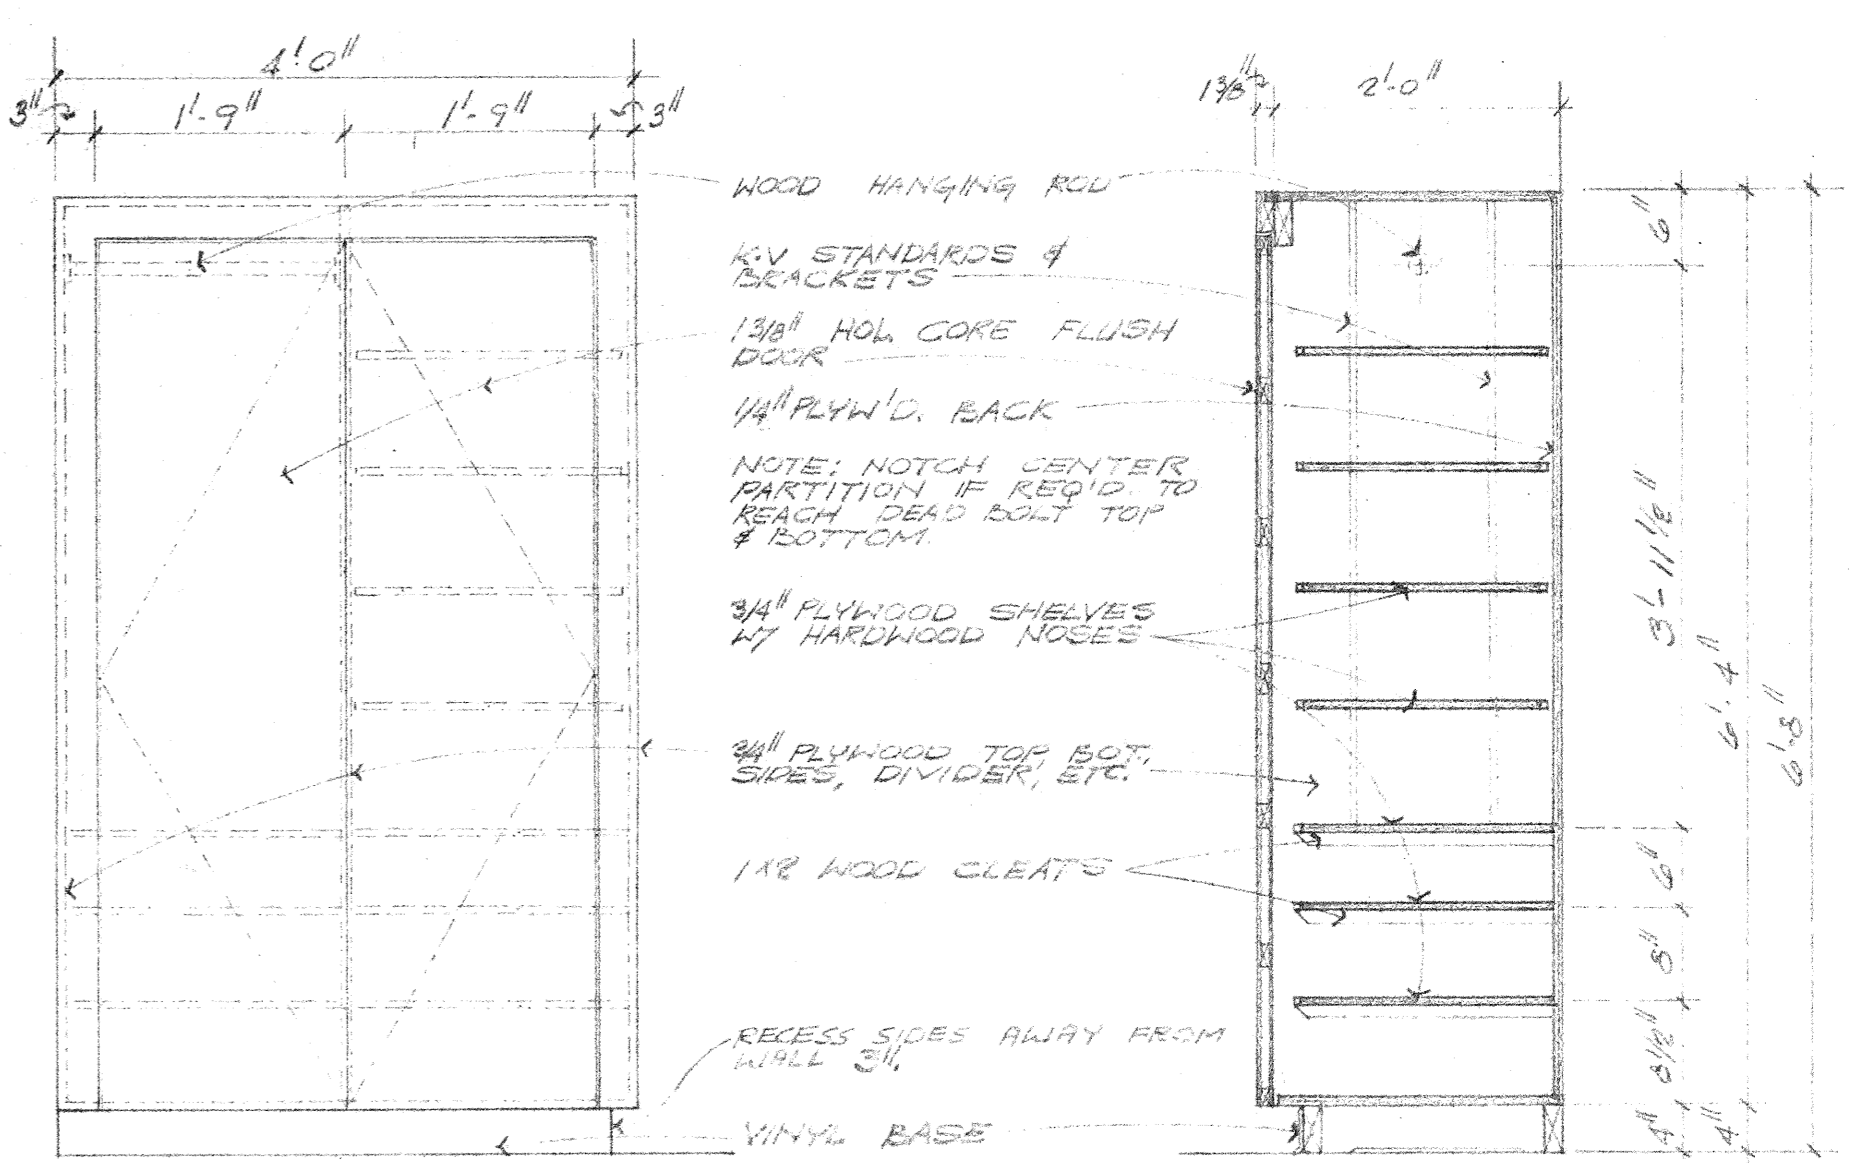 4'-0"
3" 1'-9" 1'-9" 3"
1 3/8" 2'-0"
WOOD HANGING ROD
K·V STANDARDS &
BRACKETS
1 3/8" HOL. CORE FLUSH
DOOR
1/4" PLYW'D. BACK
NOTE: NOTCH CENTER
PARTITION IF REQ'D. TO
REACH DEAD BOLT TOP
& BOTTOM.
3/4" PLYWOOD SHELVES
W/ HARDWOOD NOSES
3/4" PLYWOOD TOP, BOT.,
SIDES, DIVIDER, ETC.
1X2 WOOD CLEATS
RECESS SIDES AWAY FROM
WALL 3".
VINYL BASE
6"
3'-11 1/2"
6"
8"
8 1/2"
4"
6'-4"
4"
6'-8"